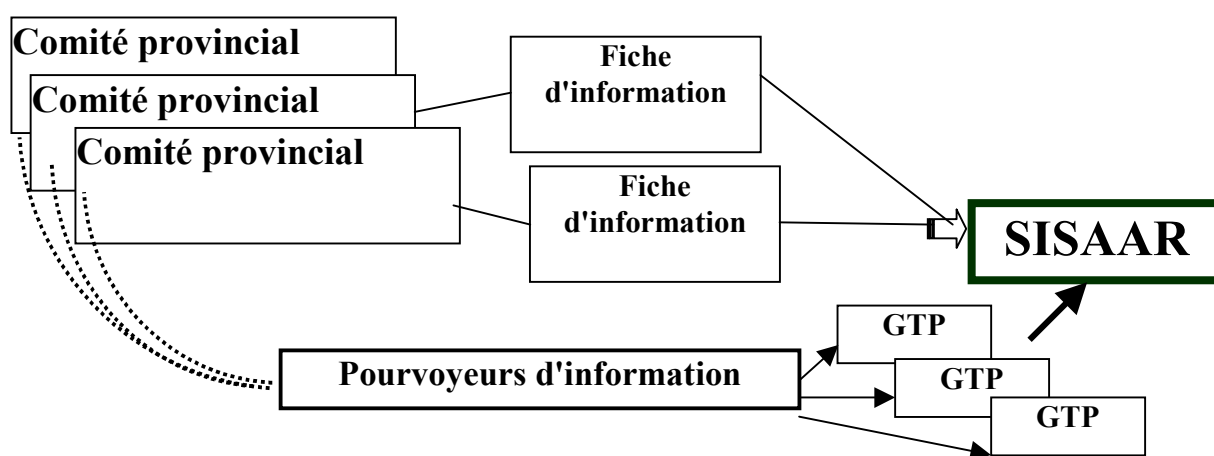 Comité provincial
Comité provincial
Comité provincial
Fiche
d'information
Fiche
d'information
SISAAR
GTP
GTP
GTP
Pourvoyeurs d'information